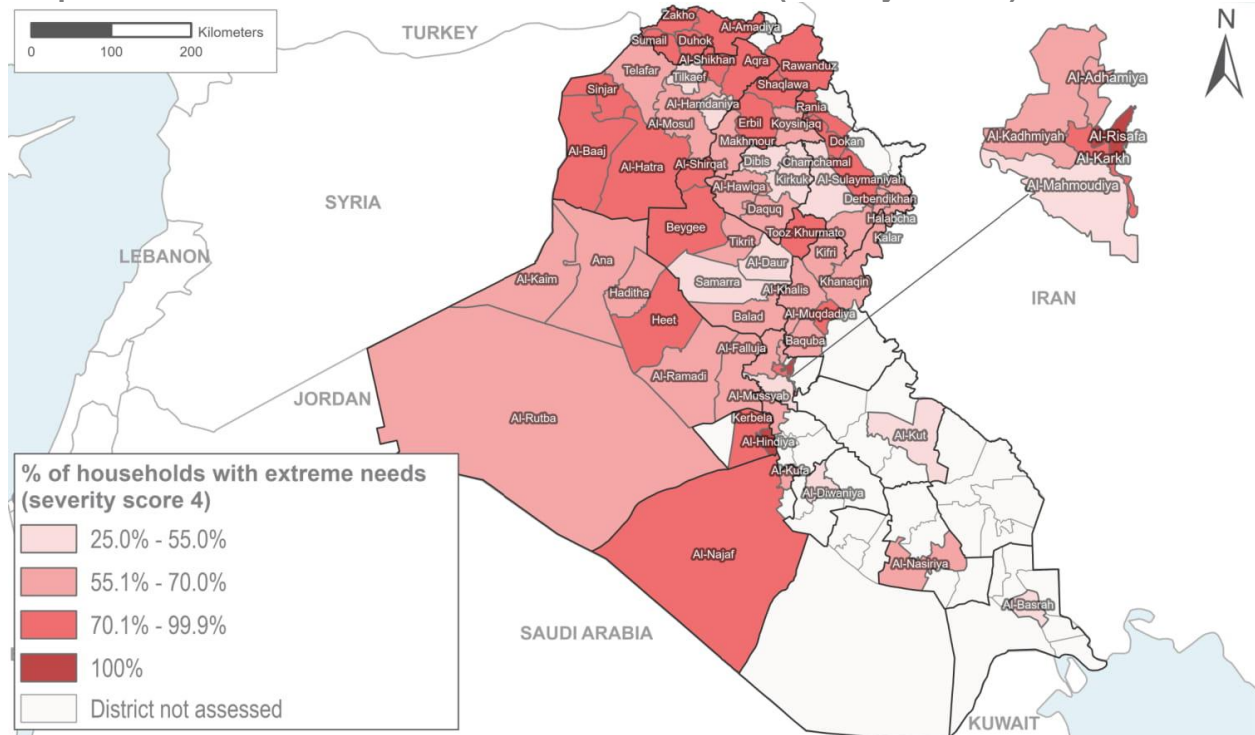 0
100
200
Kilometers
N
TURKEY
SYRIA
LEBANON
JORDAN
IRAN
SAUDI ARABIA
KUWAIT
Zakho
Al-Amadiya
Sumail
Duhok
Al-Shikhan
Aqra
Rawanduz
Telafar
Tilkaef
Shaqlawa
Sinjar
Al-Hamdaniya
Rania
Al-Mosul
Erbil
Koysinjaq
Makhmour
Dokan
Al-Baaj
Al-Hatra
Al-Shirqat
Dibis
Chamchamal
Kirkuk
Al-Sulaymaniyah
Al-Hawiga
Derbendikhan
Daquq
Halabcha
Beygee
Tooz Khurmato
Kalar
Tikrit
Kifri
Ana
Al-Daur
Al-Kaim
Samarra
Khanaqin
Haditha
Al-Khalis
Heet
Balad
Al-Muqdadiya
Al-Falluja
Baquba
Al-Ramadi
Al-Mussyab
Al-Rutba
Kerbela
Al-Hindiya
Al-Kut
Al-Kufa
Al-Diwaniya
Al-Najaf
Al-Nasiriya
Al-Basrah
Al-Adhamiya
Al-Kadhmiyah
Al-Risafa
Al-Karkh
Al-Mahmoudiya
% of households with extreme needs
(severity score 4)
25.0% - 55.0%
55.1% - 70.0%
70.1% - 99.9%
100%
District not assessed